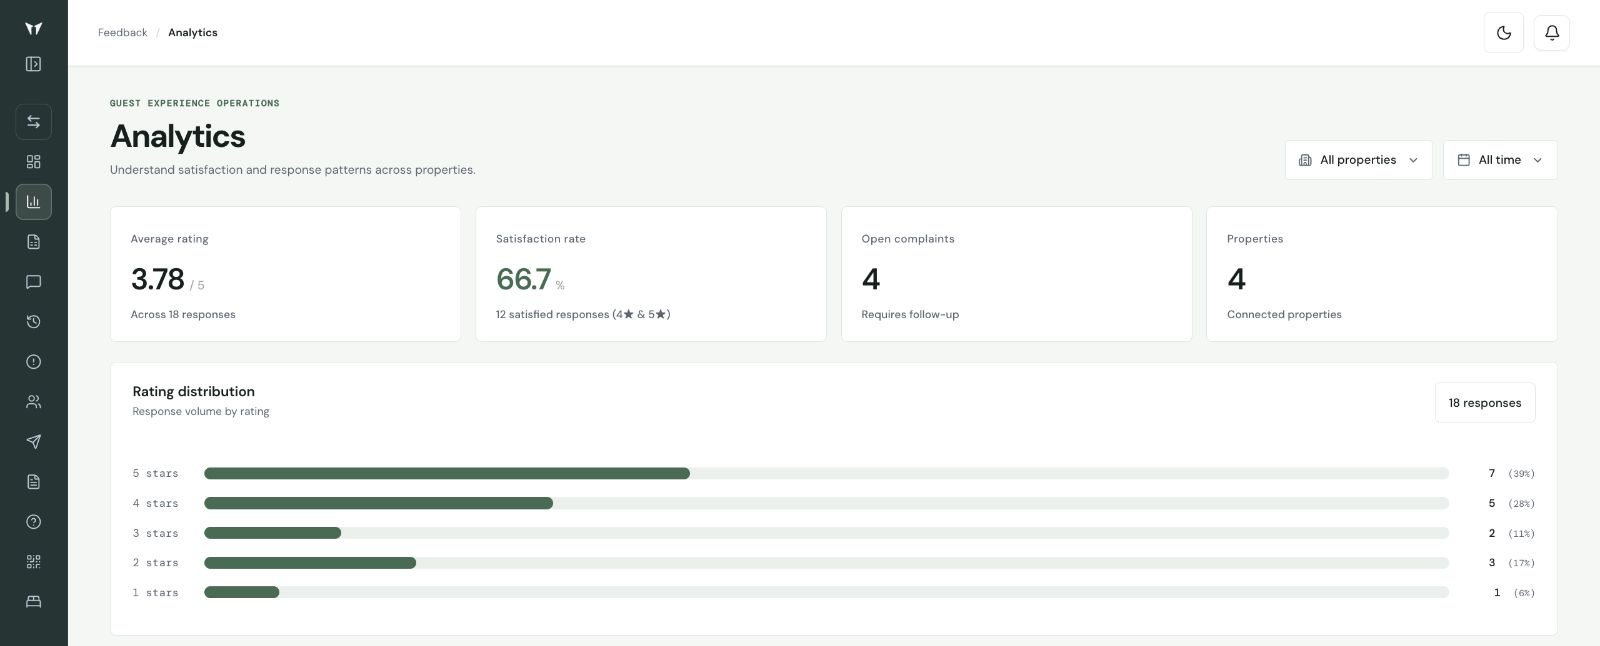 Feedback / Analytics
GUEST EXPERIENCE OPERATIONS
Analytics
Understand satisfaction and response patterns across properties.
All properties
All time
Average rating
3.78 / 5
Across 18 responses
Satisfaction rate
66.7 %
12 satisfied responses (4★ & 5★)
Open complaints
4
Requires follow-up
Properties
4
Connected properties
Rating distribution
Response volume by rating
18 responses
5 stars 7 (39%)
4 stars 5 (28%)
3 stars 2 (11%)
2 stars 3 (17%)
1 stars 1 (6%)